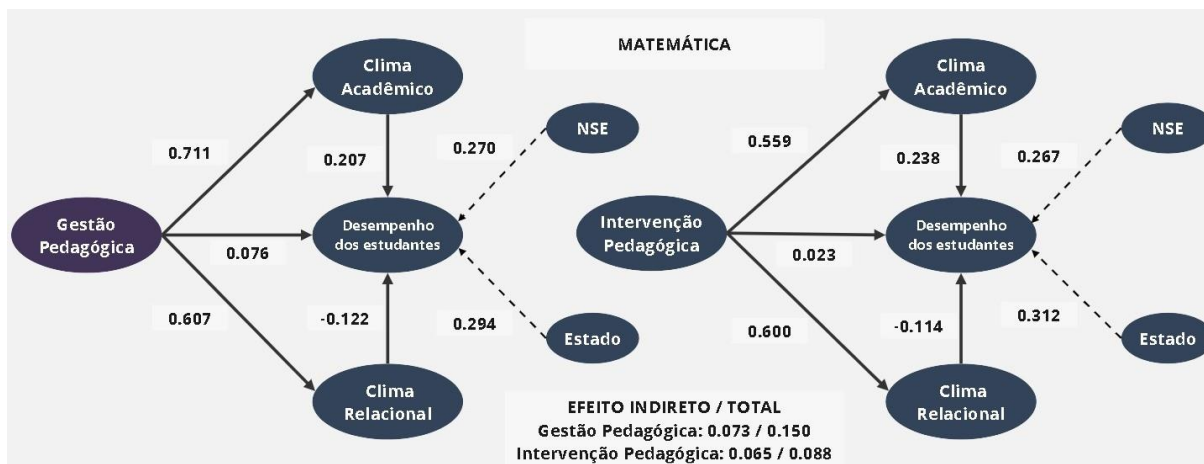 MATEMÁTICA
Clima
Acadêmico
NSE
0.711
0.207
0.270
Gestão
Pedagógica
Desempenho
dos estudantes
0.076
0.607
-0.122
0.294
Estado
Clima
Relacional
Clima
Acadêmico
NSE
0.559
0.238
0.267
Intervenção
Pedagógica
Desempenho
dos estudantes
0.023
0.600
-0.114
0.312
Estado
Clima
Relacional
EFEITO INDIRETO / TOTAL
Gestão Pedagógica: 0.073 / 0.150
Intervenção Pedagógica: 0.065 / 0.088